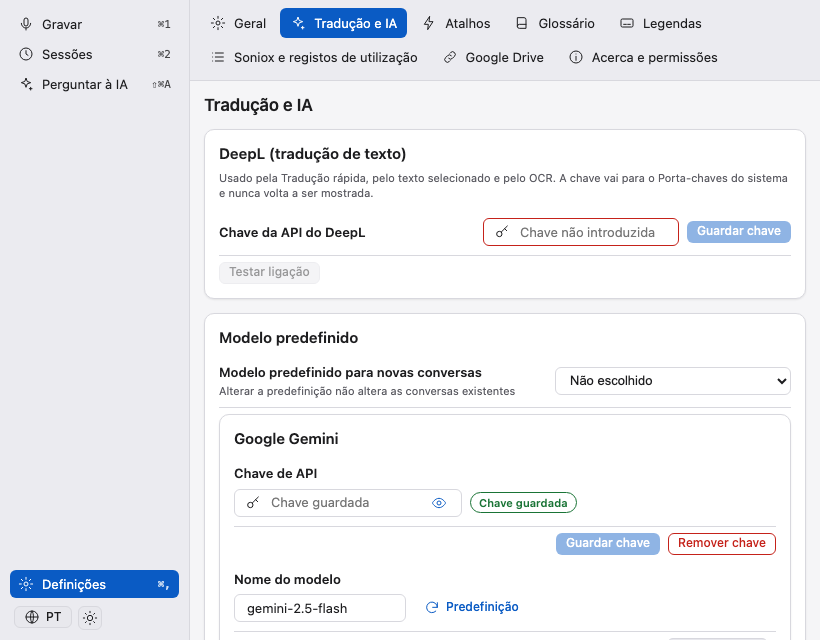 Gravar ⌘1
Sessões ⌘2
Perguntar à IA ⇧⌘A
Definições ⌘,
PT
Geral Tradução e IA Atalhos Glossário Legendas
Soniox e registos de utilização Google Drive Acerca e permissões
Tradução e IA
DeepL (tradução de texto)
Usado pela Tradução rápida, pelo texto selecionado e pelo OCR. A chave vai para o Porta-chaves do sistema
e nunca volta a ser mostrada.
Chave da API do DeepL Chave não introduzida Guardar chave
Testar ligação
Modelo predefinido
Modelo predefinido para novas conversas Não escolhido
Alterar a predefinição não altera as conversas existentes
Google Gemini
Chave de API
Chave guardada Chave guardada
Guardar chave Remover chave
Nome do modelo
gemini-2.5-flash Predefinição